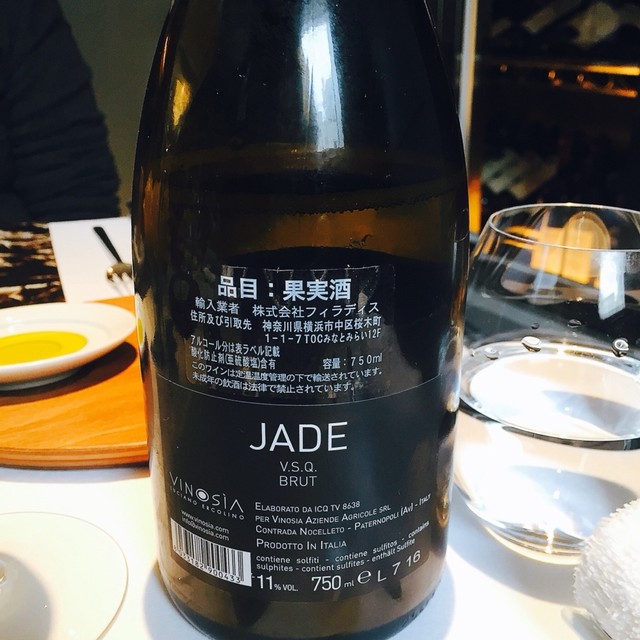 品目:果実酒
輸入業者 株式会社フィラディス
住所及び引取先 神奈川県横浜市中区桜木町
1-1-7TOCみなとみらい12F
アルコール分は表ラベル記載
酸化防止剤(亜硫酸塩)含有 容量:750ml
このワインは定温温度管理の下で輸送されています。
未成年の飲酒は法律で禁止されています。
JADE
V.S.Q.
BRUT
VINOSÌA
LUCIANO ERCOLINO
www.vinosia.com
info@vinosia.com
ELABORATO DA ICQ TV 8638
PER VINOSIA AZIENDE AGRICOLE SRL
CONTRADA NOCELLETO - PATERNOPOLI (AV) - ITALY
PRODOTTO IN ITALIA
contiene solfiti - contiene sulfitos - contains
sulphites - contient sulfites - enthält Sulfite
11% VOL. 750 ml e L 7 16